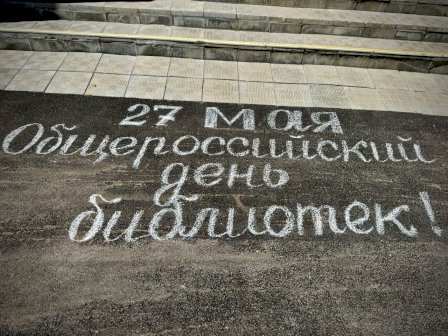 27 мая
Общероссийский
день
библиотек!